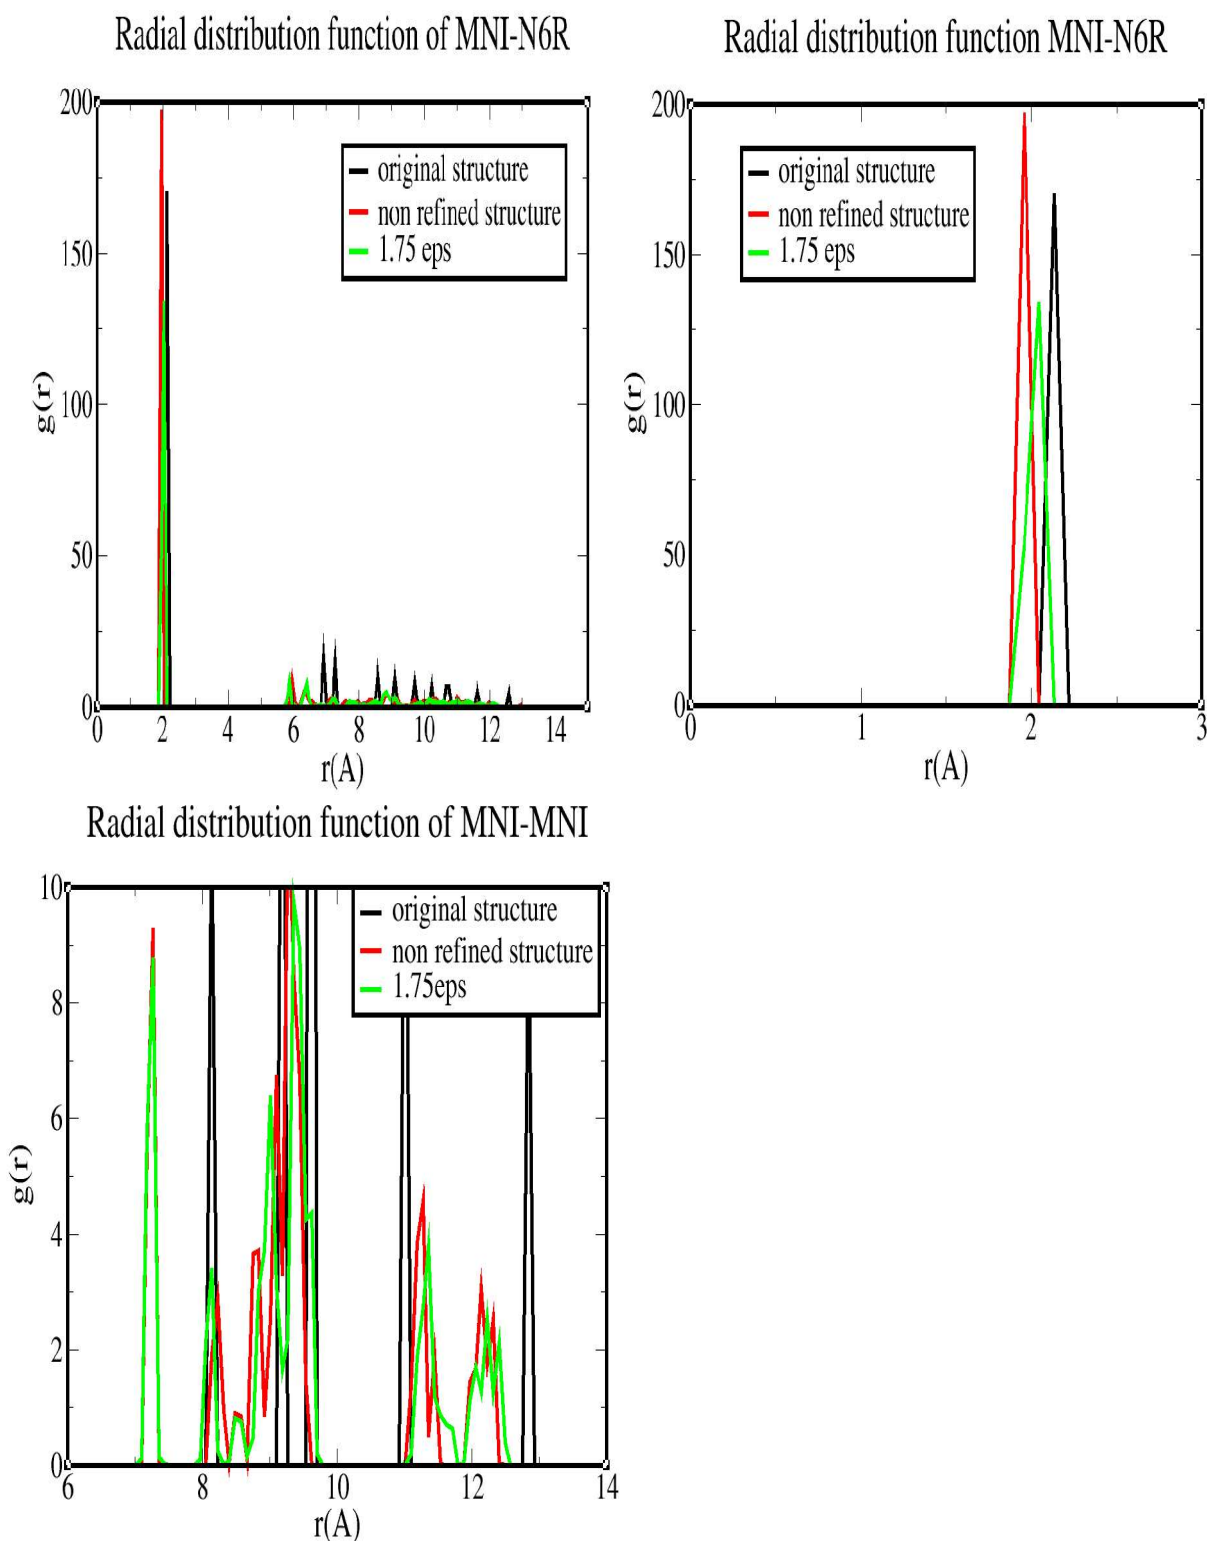 Radial distribution function of MNI-N6R
200
150
100
50
0
g(r)
original structure
non refined structure
1.75 eps
0 2 4 6 8 10 12 14
r(A)
Radial distribution function MNI-N6R
200
150
100
50
0
g(r)
original structure
non refined structure
1.75 eps
0 1 2 3
r(A)
Radial distribution function of MNI-MNI
10
8
6
4
2
0
g(r)
original structure
non refined structure
1.75eps
6 8 10 12 14
r(A)